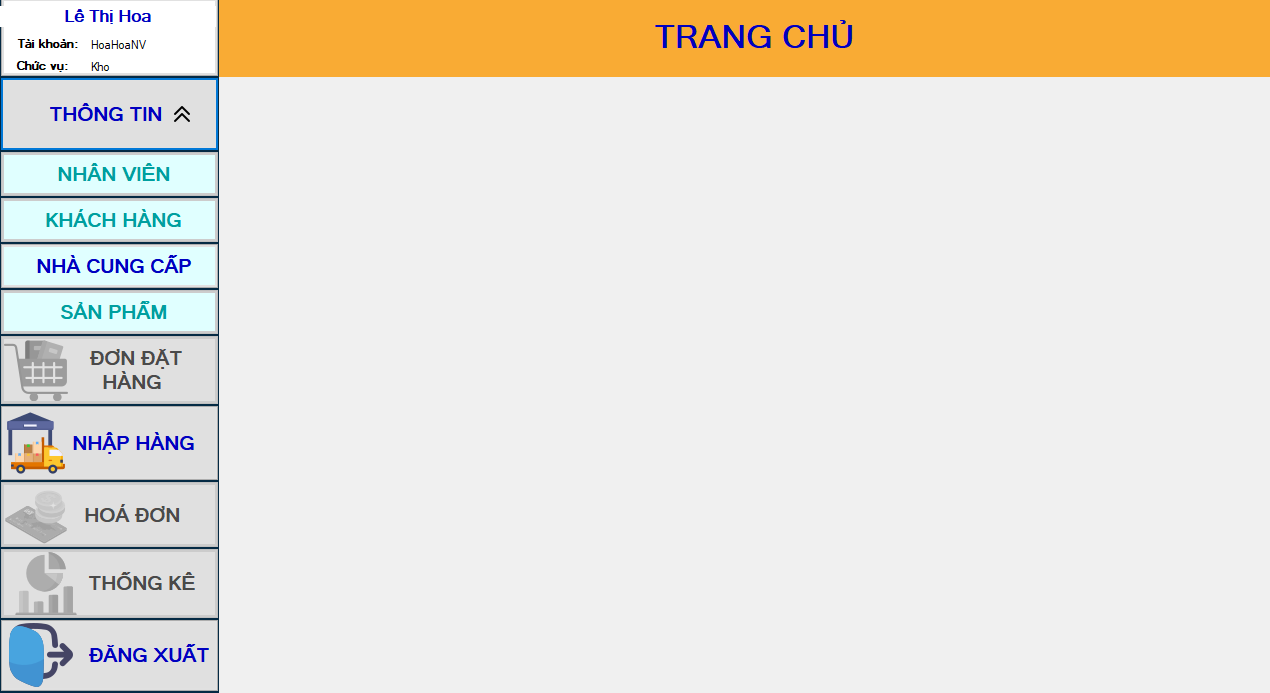 Lê Thị Hoa
Tài khoản: HoaHoaNV
Chức vụ: Kho
TRANG CHỦ
THÔNG TIN
NHÂN VIÊN
KHÁCH HÀNG
NHÀ CUNG CẤP
SẢN PHẨM
ĐƠN ĐẶT
HÀNG
NHẬP HÀNG
HOÁ ĐƠN
THỐNG KÊ
ĐĂNG XUẤT